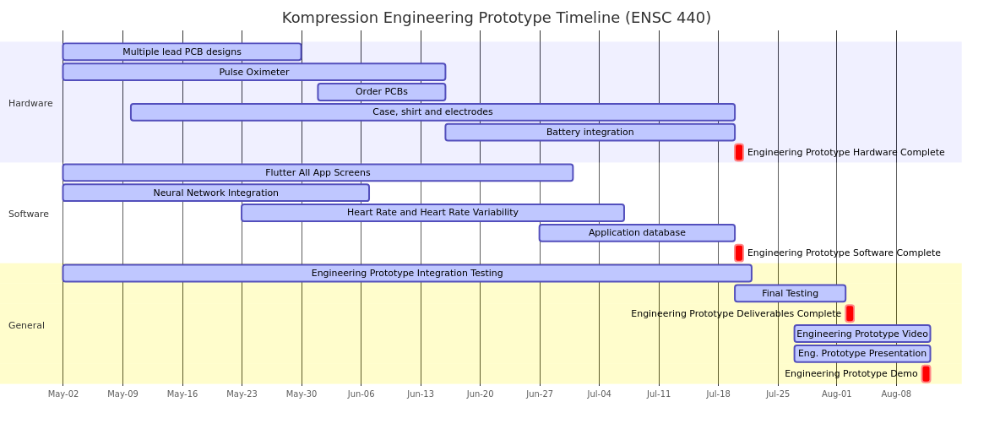 Kompression Engineering Prototype Timeline (ENSC 440)
Hardware
Multiple lead PCB designs
Pulse Oximeter
Order PCBs
Case, shirt and electrodes
Battery integration
Engineering Prototype Hardware Complete
Software
Flutter All App Screens
Neural Network Integration
Heart Rate and Heart Rate Variability
Application database
Engineering Prototype Software Complete
General
Engineering Prototype Integration Testing
Final Testing
Engineering Prototype Deliverables Complete
Engineering Prototype Video
Eng. Prototype Presentation
Engineering Prototype Demo
May-02 May-09 May-16 May-23 May-30 Jun-06 Jun-13 Jun-20 Jun-27 Jul-04 Jul-11 Jul-18 Jul-25 Aug-01 Aug-08